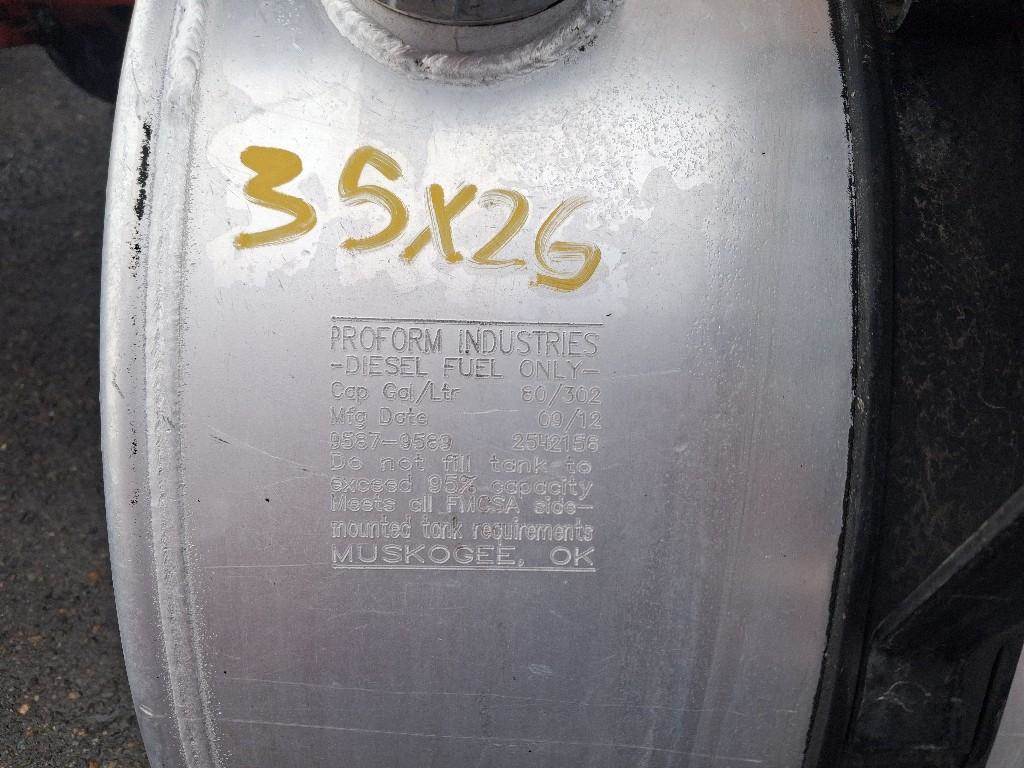 35X26
PROFORM INDUSTRIES
-DIESEL FUEL ONLY-
Cap Gal/Ltr 80/302
Mfg Date 09/12
9587-9589 2542156
Do not fill tank to
exceed 95% capacity
Meets all FMCSA side-
mounted tank requirements
MUSKOGEE, OK